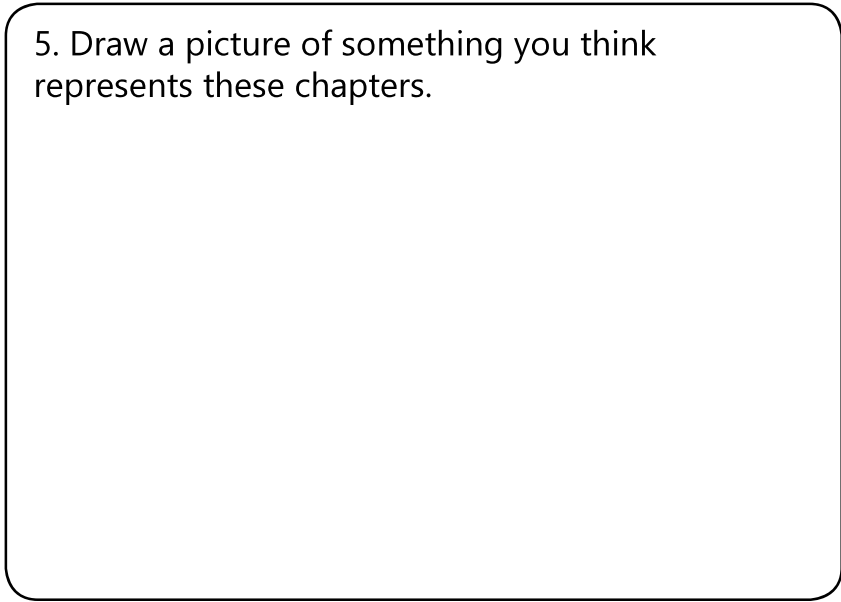 5. Draw a picture of something you think
represents these chapters.